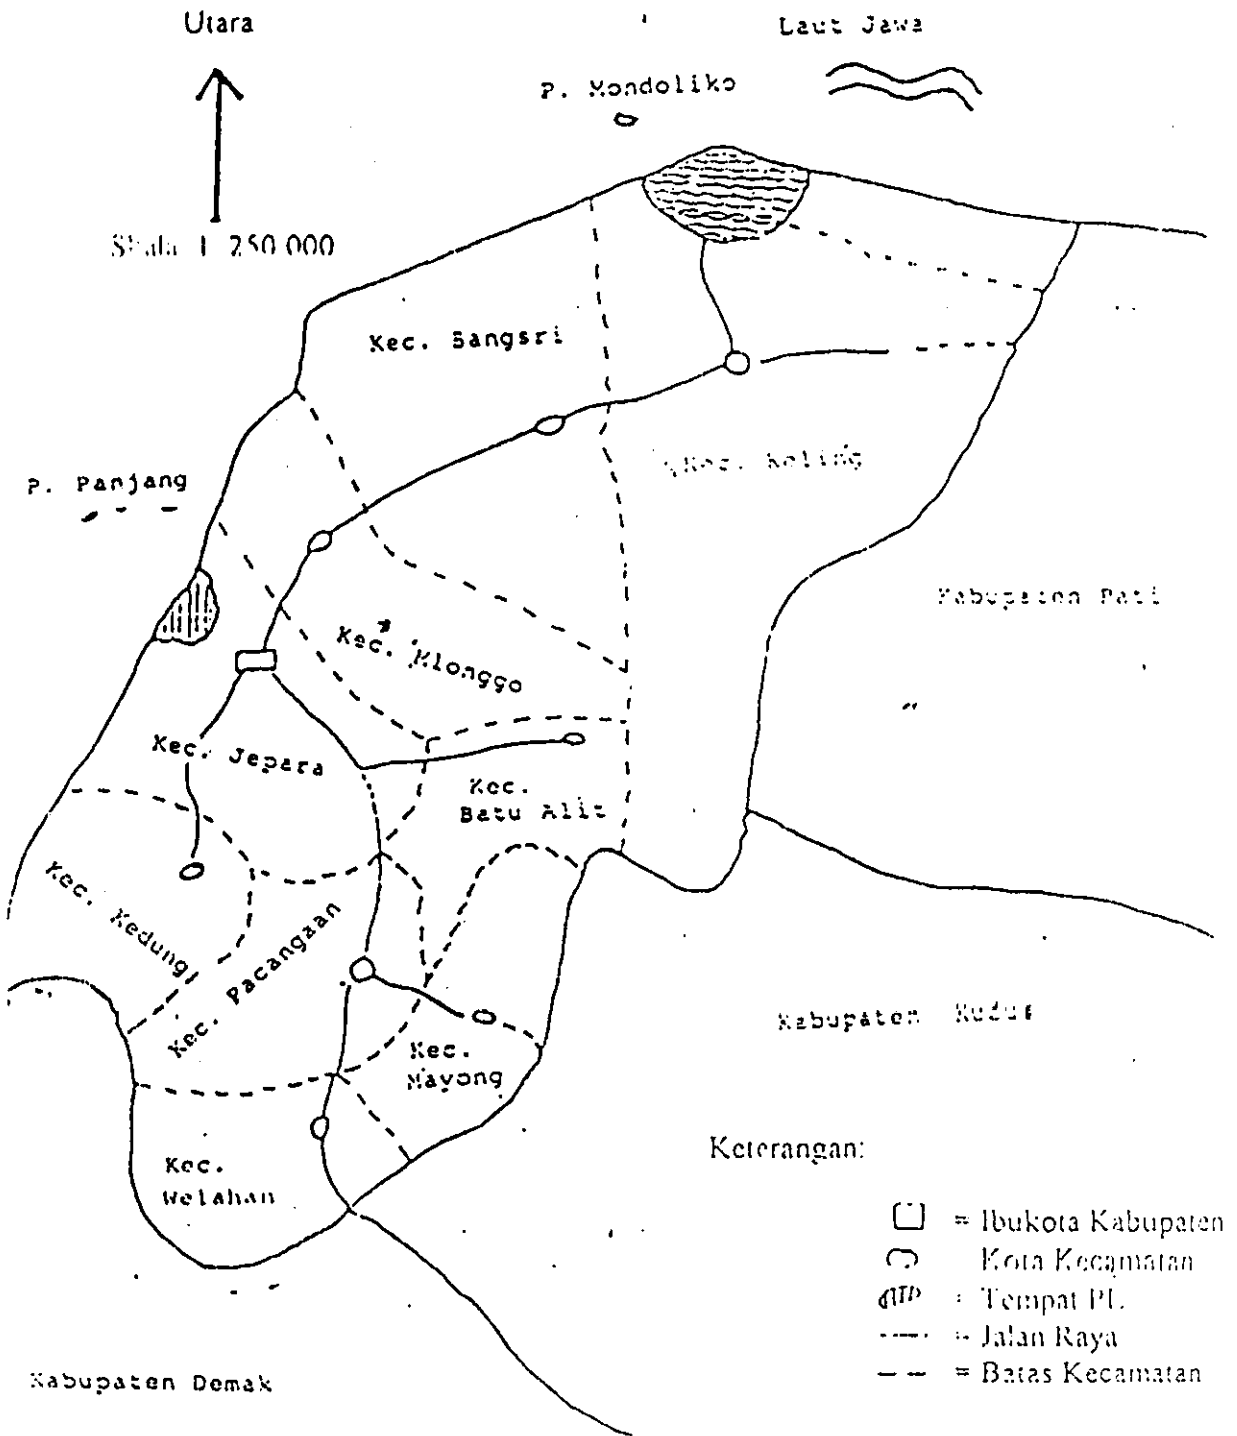 Utara
Laut Jawa
P. Mondoliko
Skala 1 250.000
Kec. Bangsri
Kec. Keling
P. Panjang
Kabupaten Pati
Kec. Mlonggo
Kec. Jepara
Kec.
Batu Alit
Kec. Kedung
Kec. Pacangaan
Kabupaten Kudus
Kec.
Mayong
Keterangan:
Kec.
Welahan
= Ibukota Kabupaten
Kota Kecamatan
= Tempat PL
= Jalan Raya
= Batas Kecamatan
Kabupaten Demak